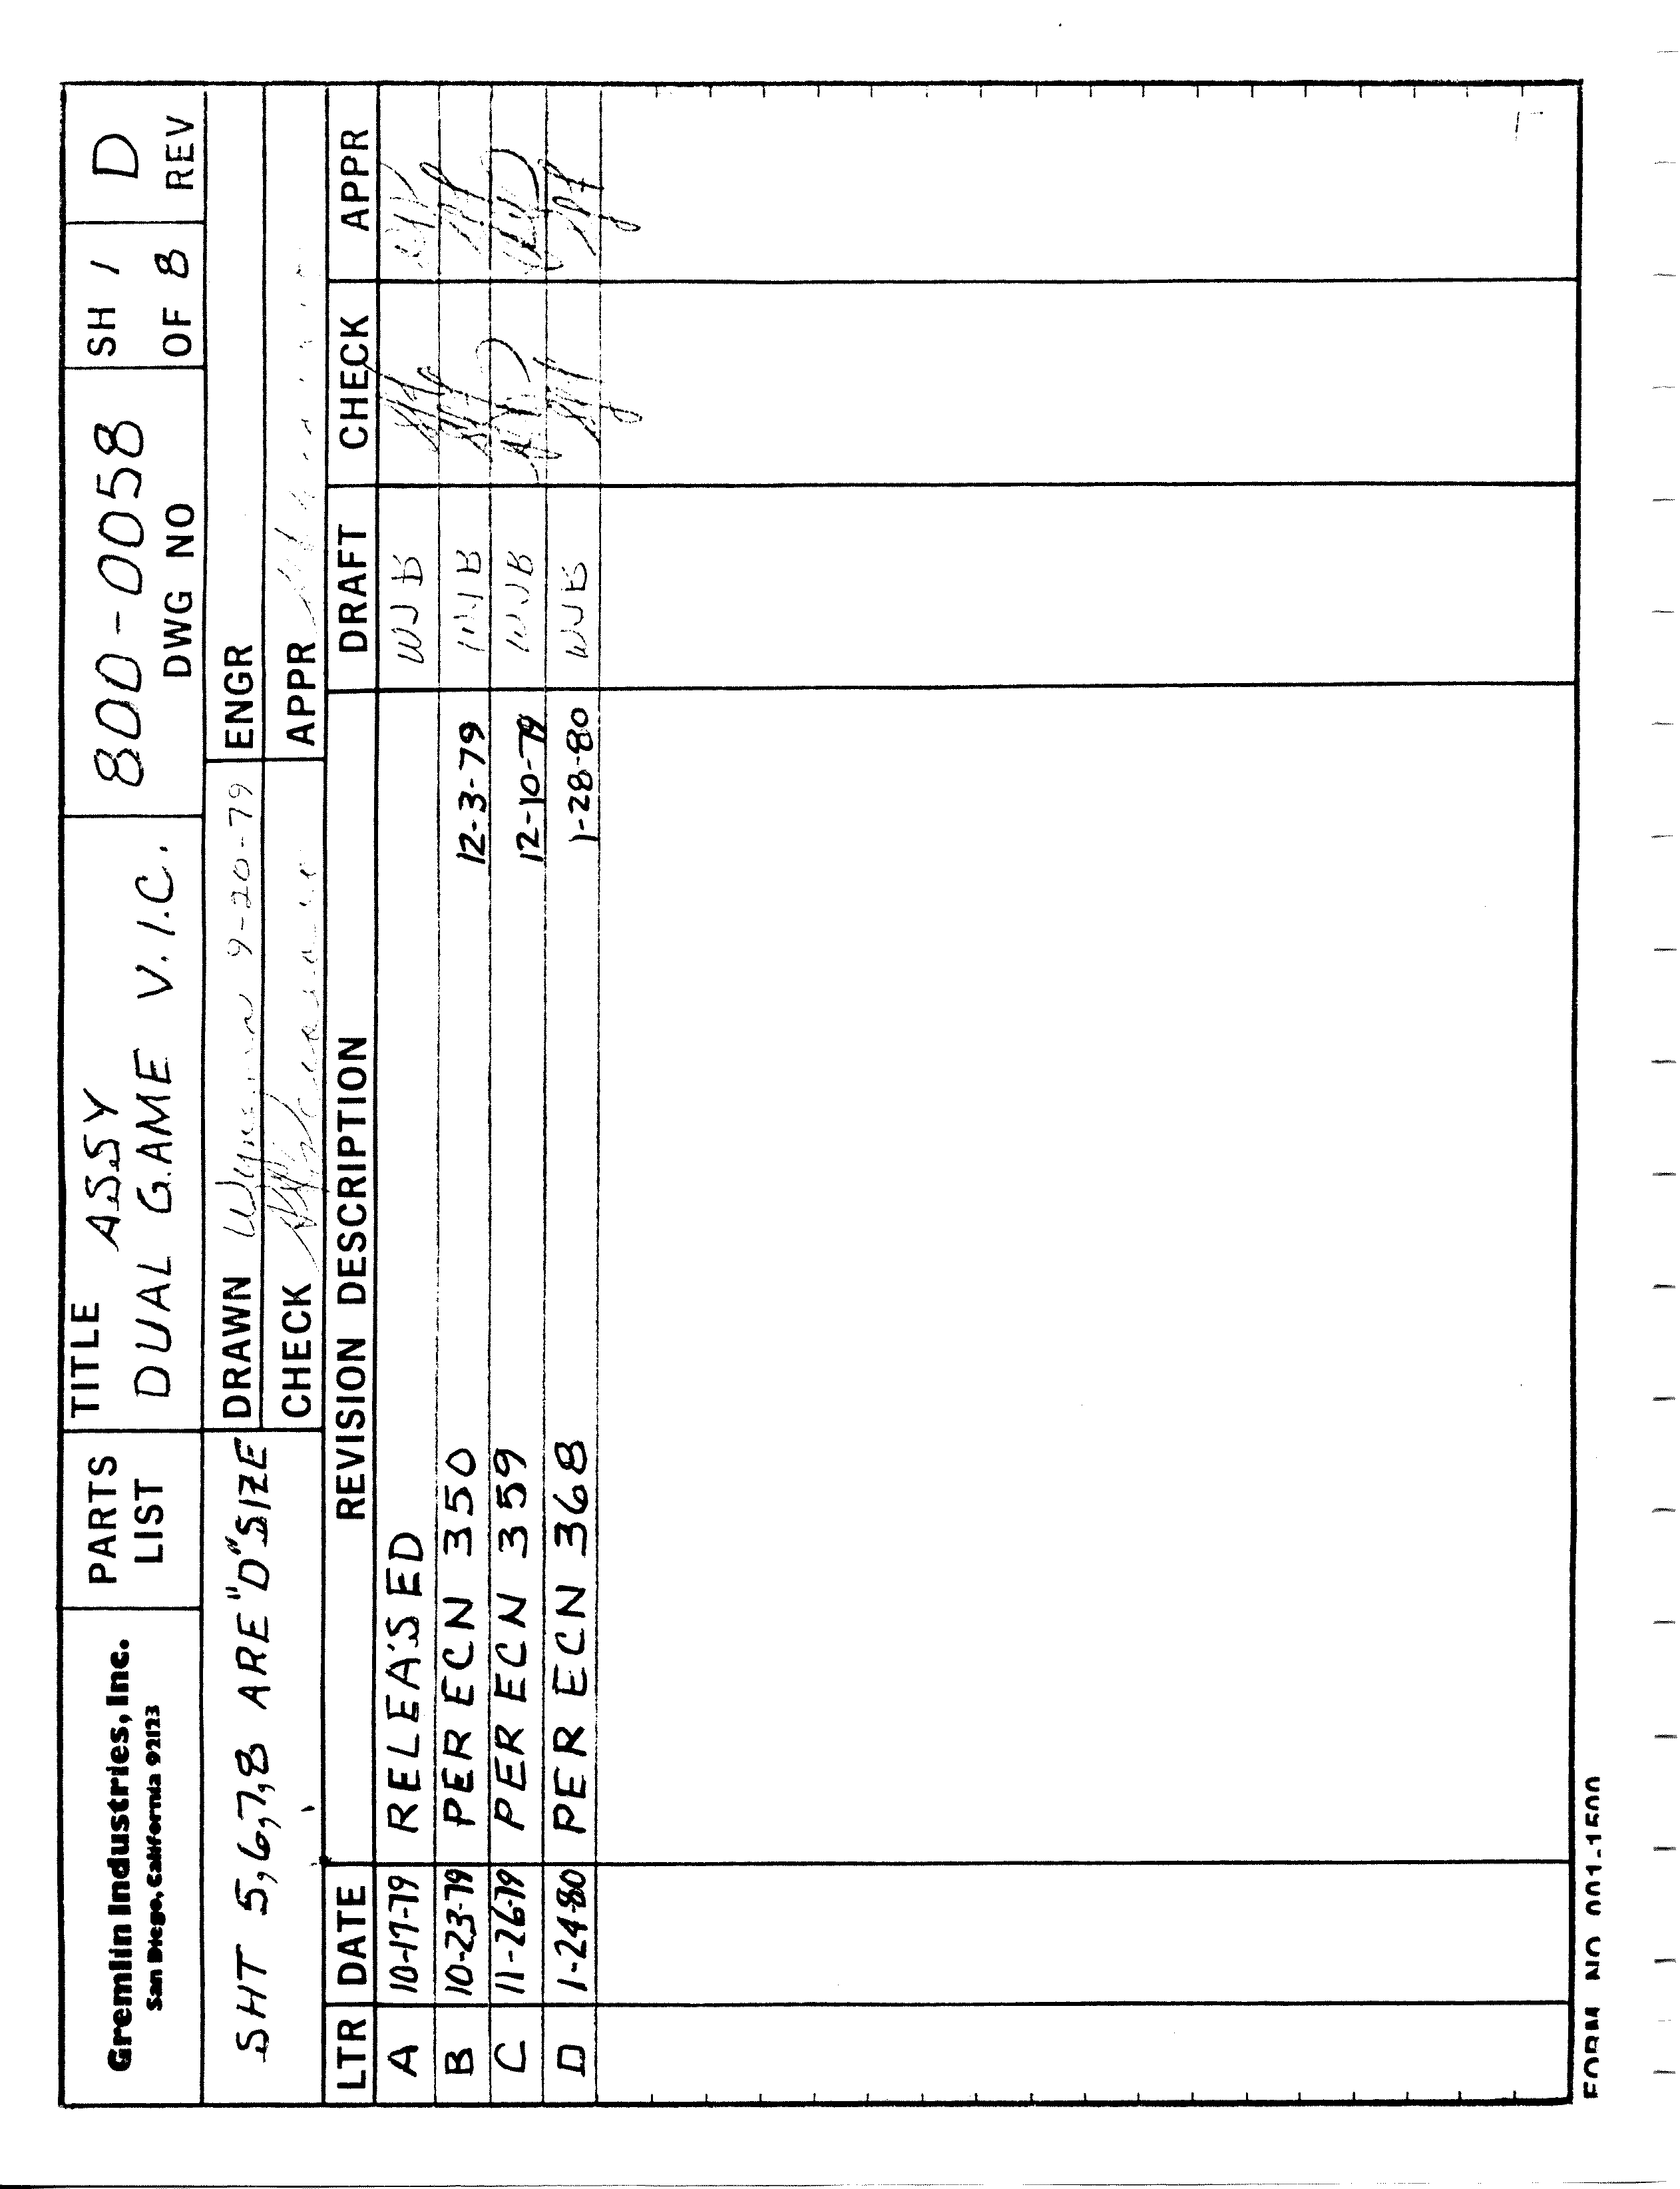 Gremlin Industries, Inc.
San Diego, California 92123
PARTS
LIST
TITLE ASSY
DUAL GAME V.I.C.
800-0058
DWG NO
SH 1
OF 8
D
REV
SHT 5,6,7,8 ARE "D" SIZE
DRAWN 9-20-79
ENGR
CHECK
APPR
LTR DATE REVISION DESCRIPTION DRAFT CHECK APPR
A 10-17-79 RELEASED WJB
B 10-23-79 PER ECN 350 12-3-79 WJB
C 11-26-79 PER ECN 359 12-10-79 WJB
D 1-24-80 PER ECN 368 1-28-80 WJB
FORM NO 001-1500